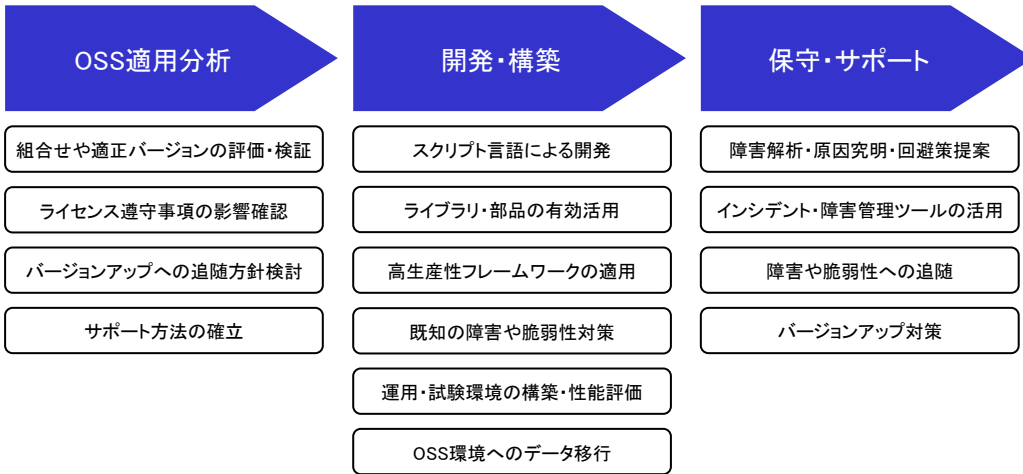 OSS適用分析
組合せや適正バージョンの評価・検証
ライセンス遵守事項の影響確認
バージョンアップへの追随方針検討
サポート方法の確立
開発・構築
スクリプト言語による開発
ライブラリ・部品の有効活用
高生産性フレームワークの適用
既知の障害や脆弱性対策
運用・試験環境の構築・性能評価
OSS環境へのデータ移行
保守・サポート
障害解析・原因究明・回避策提案
インシデント・障害管理ツールの活用
障害や脆弱性への追随
バージョンアップ対策